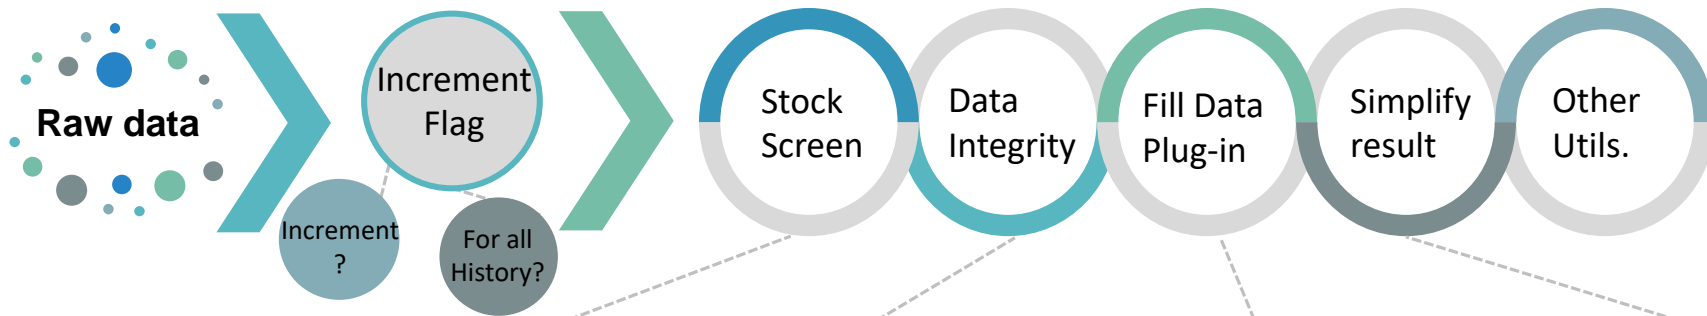 Raw data
Increment
Flag
Increment
?
For all
History?
Stock
Screen
Data
Integrity
Fill Data
Plug-in
Simplify
result
Other
Utils.